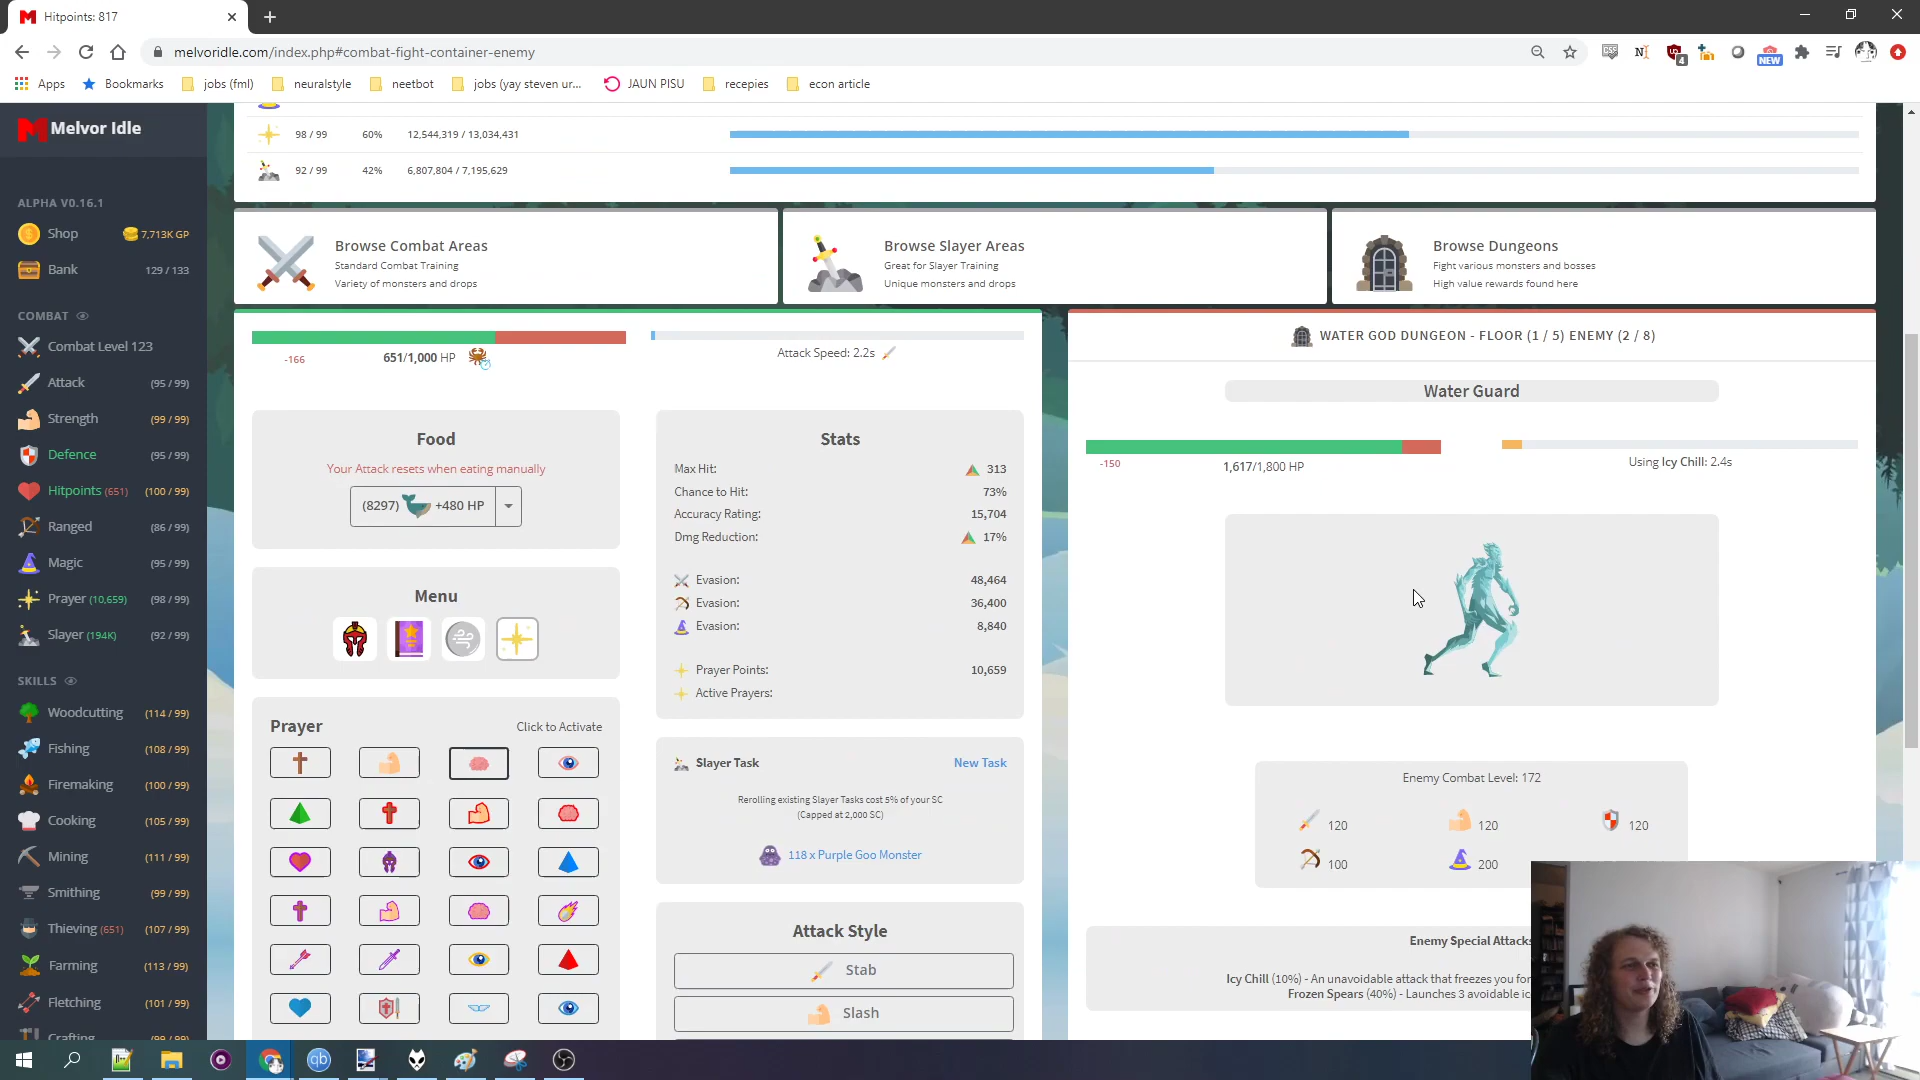 Hitpoints: 817
melvoridle.com/index.php#combat-fight-container-enemy
4
NEW
Apps
Bookmarks
jobs (fml)
neuralstyle
neetbot
jobs (yay steven ur...
JAUN PISU
recepies
econ article
Melvor Idle
ALPHA V0.16.1
Shop
7,713K GP
Bank
129 / 133
COMBAT
Combat Level 123
Attack
(95 / 99)
Strength
(99 / 99)
Defence
(95 / 99)
Hitpoints (651)
(100 / 99)
Ranged
(86 / 99)
Magic
(95 / 99)
Prayer (10,659)
(98 / 99)
Slayer (194K)
(92 / 99)
SKILLS
Woodcutting
(114 / 99)
Fishing
(108 / 99)
Firemaking
(100 / 99)
Cooking
(105 / 99)
Mining
(111 / 99)
Smithing
(99 / 99)
Thieving (651)
(107 / 99)
Farming
(113 / 99)
Fletching
(101 / 99)
Crafting
(99 / 99)
98 / 99
60%
12,544,319 / 13,034,431
92 / 99
42%
6,807,804 / 7,195,629
Browse Combat Areas
Standard Combat Training
Variety of monsters and drops
Browse Slayer Areas
Great for Slayer Training
Unique monsters and drops
Browse Dungeons
Fight various monsters and bosses
High value rewards found here
-166
651/1,000 HP
Attack Speed: 2.2s
Food
Your Attack resets when eating manually
(8297) +480 HP
Menu
Prayer
Click to Activate
Stats
Max Hit:
313
Chance to Hit:
73%
Accuracy Rating:
15,704
Dmg Reduction:
17%
Evasion:
48,464
Evasion:
36,400
Evasion:
8,840
Prayer Points:
10,659
Active Prayers:
Slayer Task
New Task
Rerolling existing Slayer Tasks cost 5% of your SC
(Capped at 2,000 SC)
118 x Purple Goo Monster
Attack Style
Stab
Slash
WATER GOD DUNGEON - FLOOR (1 / 5) ENEMY (2 / 8)
Water Guard
-150
1,617/1,800 HP
Using Icy Chill: 2.4s
Enemy Combat Level: 172
120
120
120
100
200
Enemy Special Attacks
Icy Chill (10%) - An unavoidable attack that freezes you for
Frozen Spears (40%) - Launches 3 avoidable ic
qb